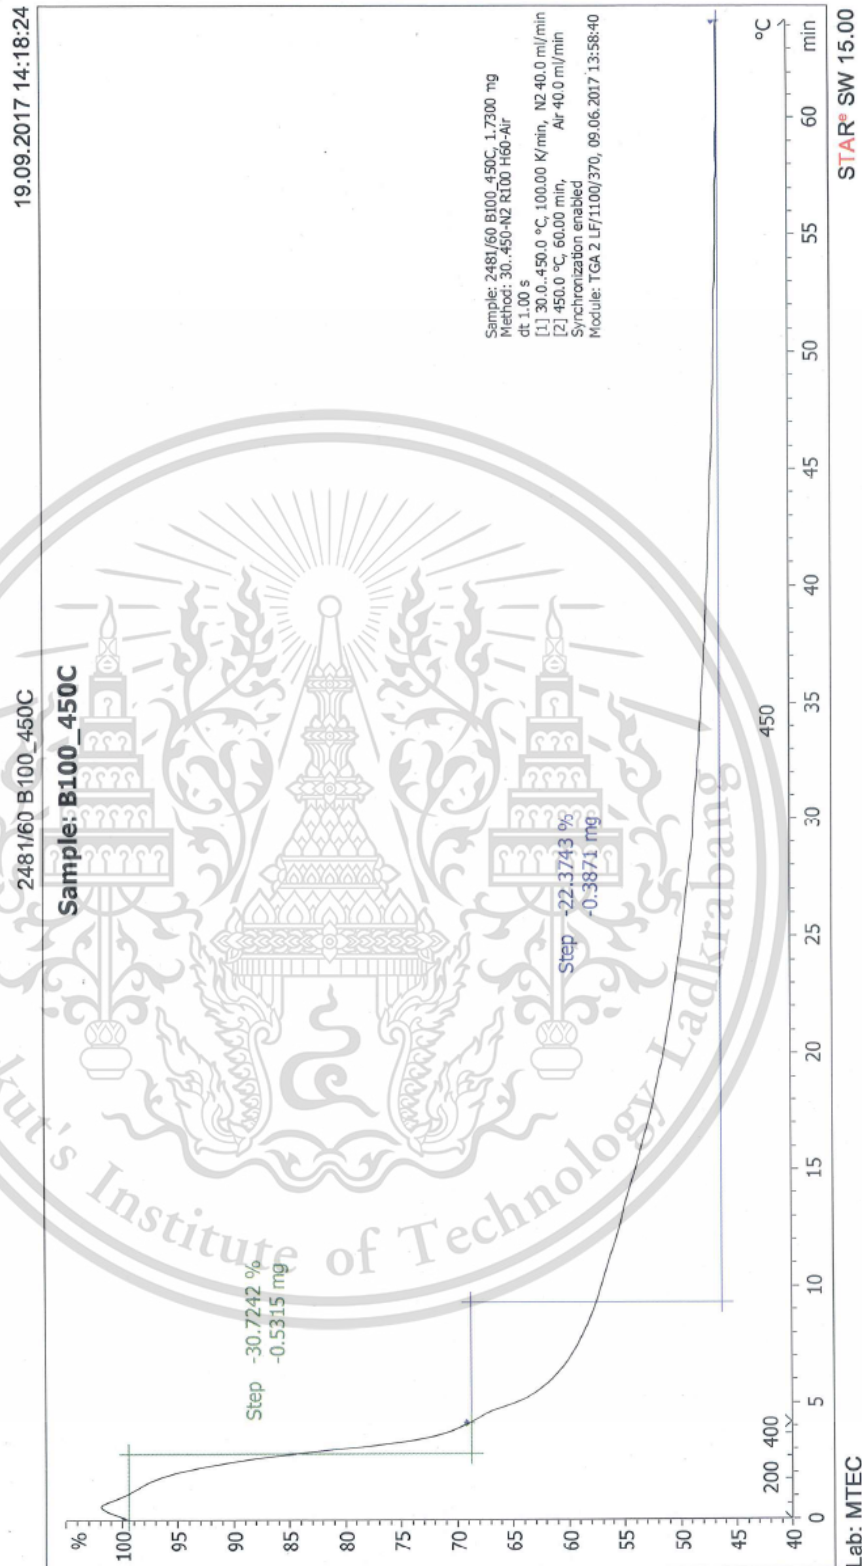 2481/60 B100_450C
19.09.2017 14:18:24
Sample: B100_450C
%
100
95
90
85
80
75
70
65
60
55
50
45
40
Step -30.7242 %
-0.5315 mg
Step -22.3743 %
-0.3871 mg
Sample: 2481/60 B100_450C, 1.7300 mg
Method: 30..450-N2 R100 H60-Air
dt 1.00 s
[1] 30.0..450.0 °C, 100.00 K/min, N2 40.0 ml/min
[2] 450.0 °C, 60.00 min, Air 40.0 ml/min
Synchronization enabled
Module: TGA 2 LF/1100/370, 09.06.2017 13:58:40
200 400 450 °C
0 5 10 15 20 25 30 35 40 45 50 55 60 min
Lab: MTEC
STARe SW 15.00
kut's Institute of Technology Ladkrabang